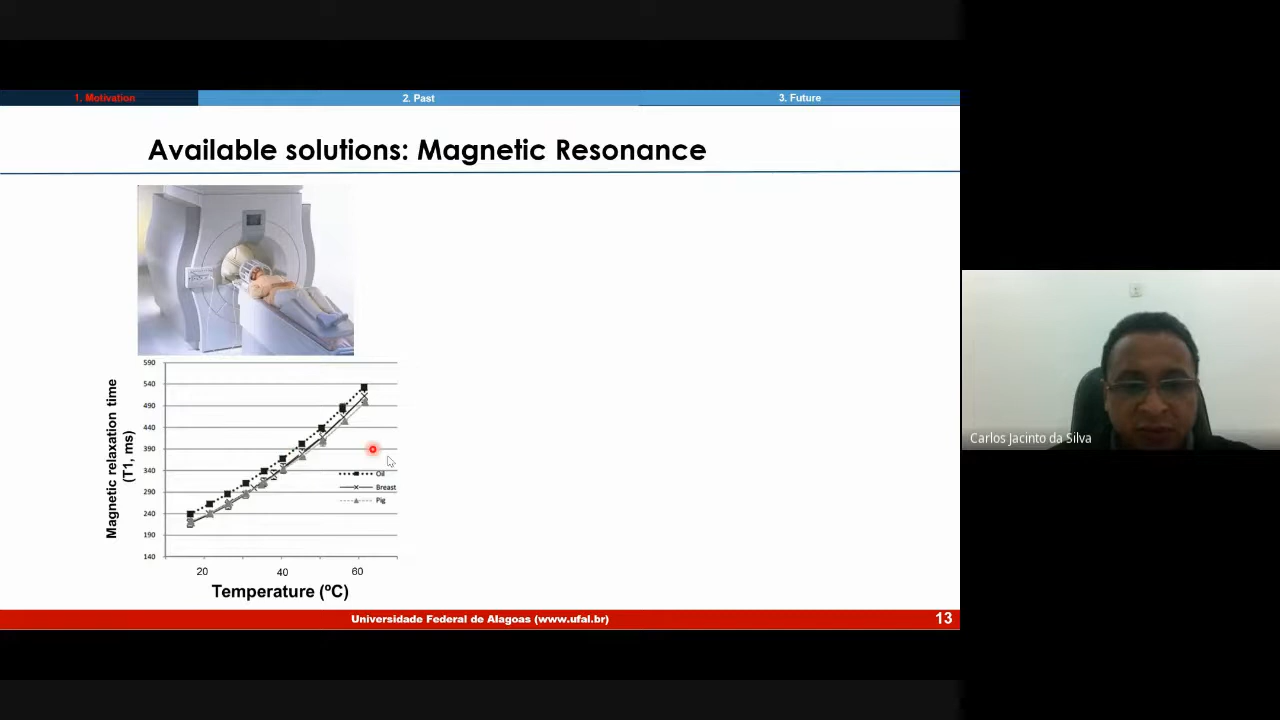 1. Motivation
2. Past
3. Future
Available solutions: Magnetic Resonance
Magnetic relaxation time
(T1, ms)
590
540
490
440
390
340
290
240
190
140
Oil
Breast
Pig
20
40
60
Temperature (ºC)
Universidade Federal de Alagoas (www.ufal.br)
13
Carlos Jacinto da Silva